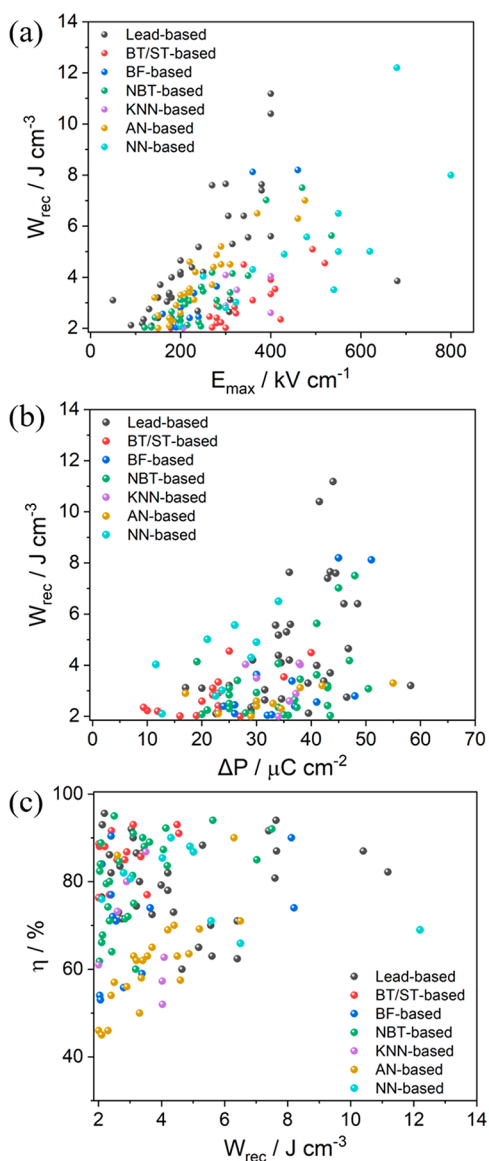 (a)
Lead-based
BT/ST-based
BF-based
NBT-based
KNN-based
AN-based
NN-based
14
12
10
8
6
4
2
W_rec / J cm⁻³
0 200 400 600 800
E_max / kV cm⁻¹
(b)
Lead-based
BT/ST-based
BF-based
NBT-based
KNN-based
AN-based
NN-based
14
12
10
8
6
4
2
W_rec / J cm⁻³
0 10 20 30 40 50 60 70
ΔP / μC cm⁻²
(c)
100
80
60
40
η / %
Lead-based
BT/ST-based
BF-based
NBT-based
KNN-based
AN-based
NN-based
2 4 6 8 10 12 14
W_rec / J cm⁻³